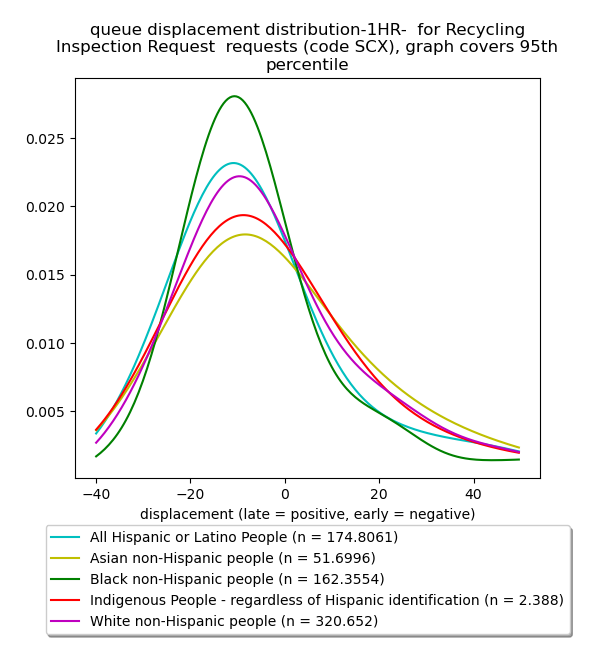 queue displacement distribution-1HR-  for Recycling
Inspection Request  requests (code SCX), graph covers 95th
percentile
0.025
0.020
0.015
0.010
0.005
−40 −20 0 20 40
displacement (late = positive, early = negative)
All Hispanic or Latino People (n = 174.8061)
Asian non-Hispanic people (n = 51.6996)
Black non-Hispanic people (n = 162.3554)
Indigenous People - regardless of Hispanic identification (n = 2.388)
White non-Hispanic people (n = 320.652)